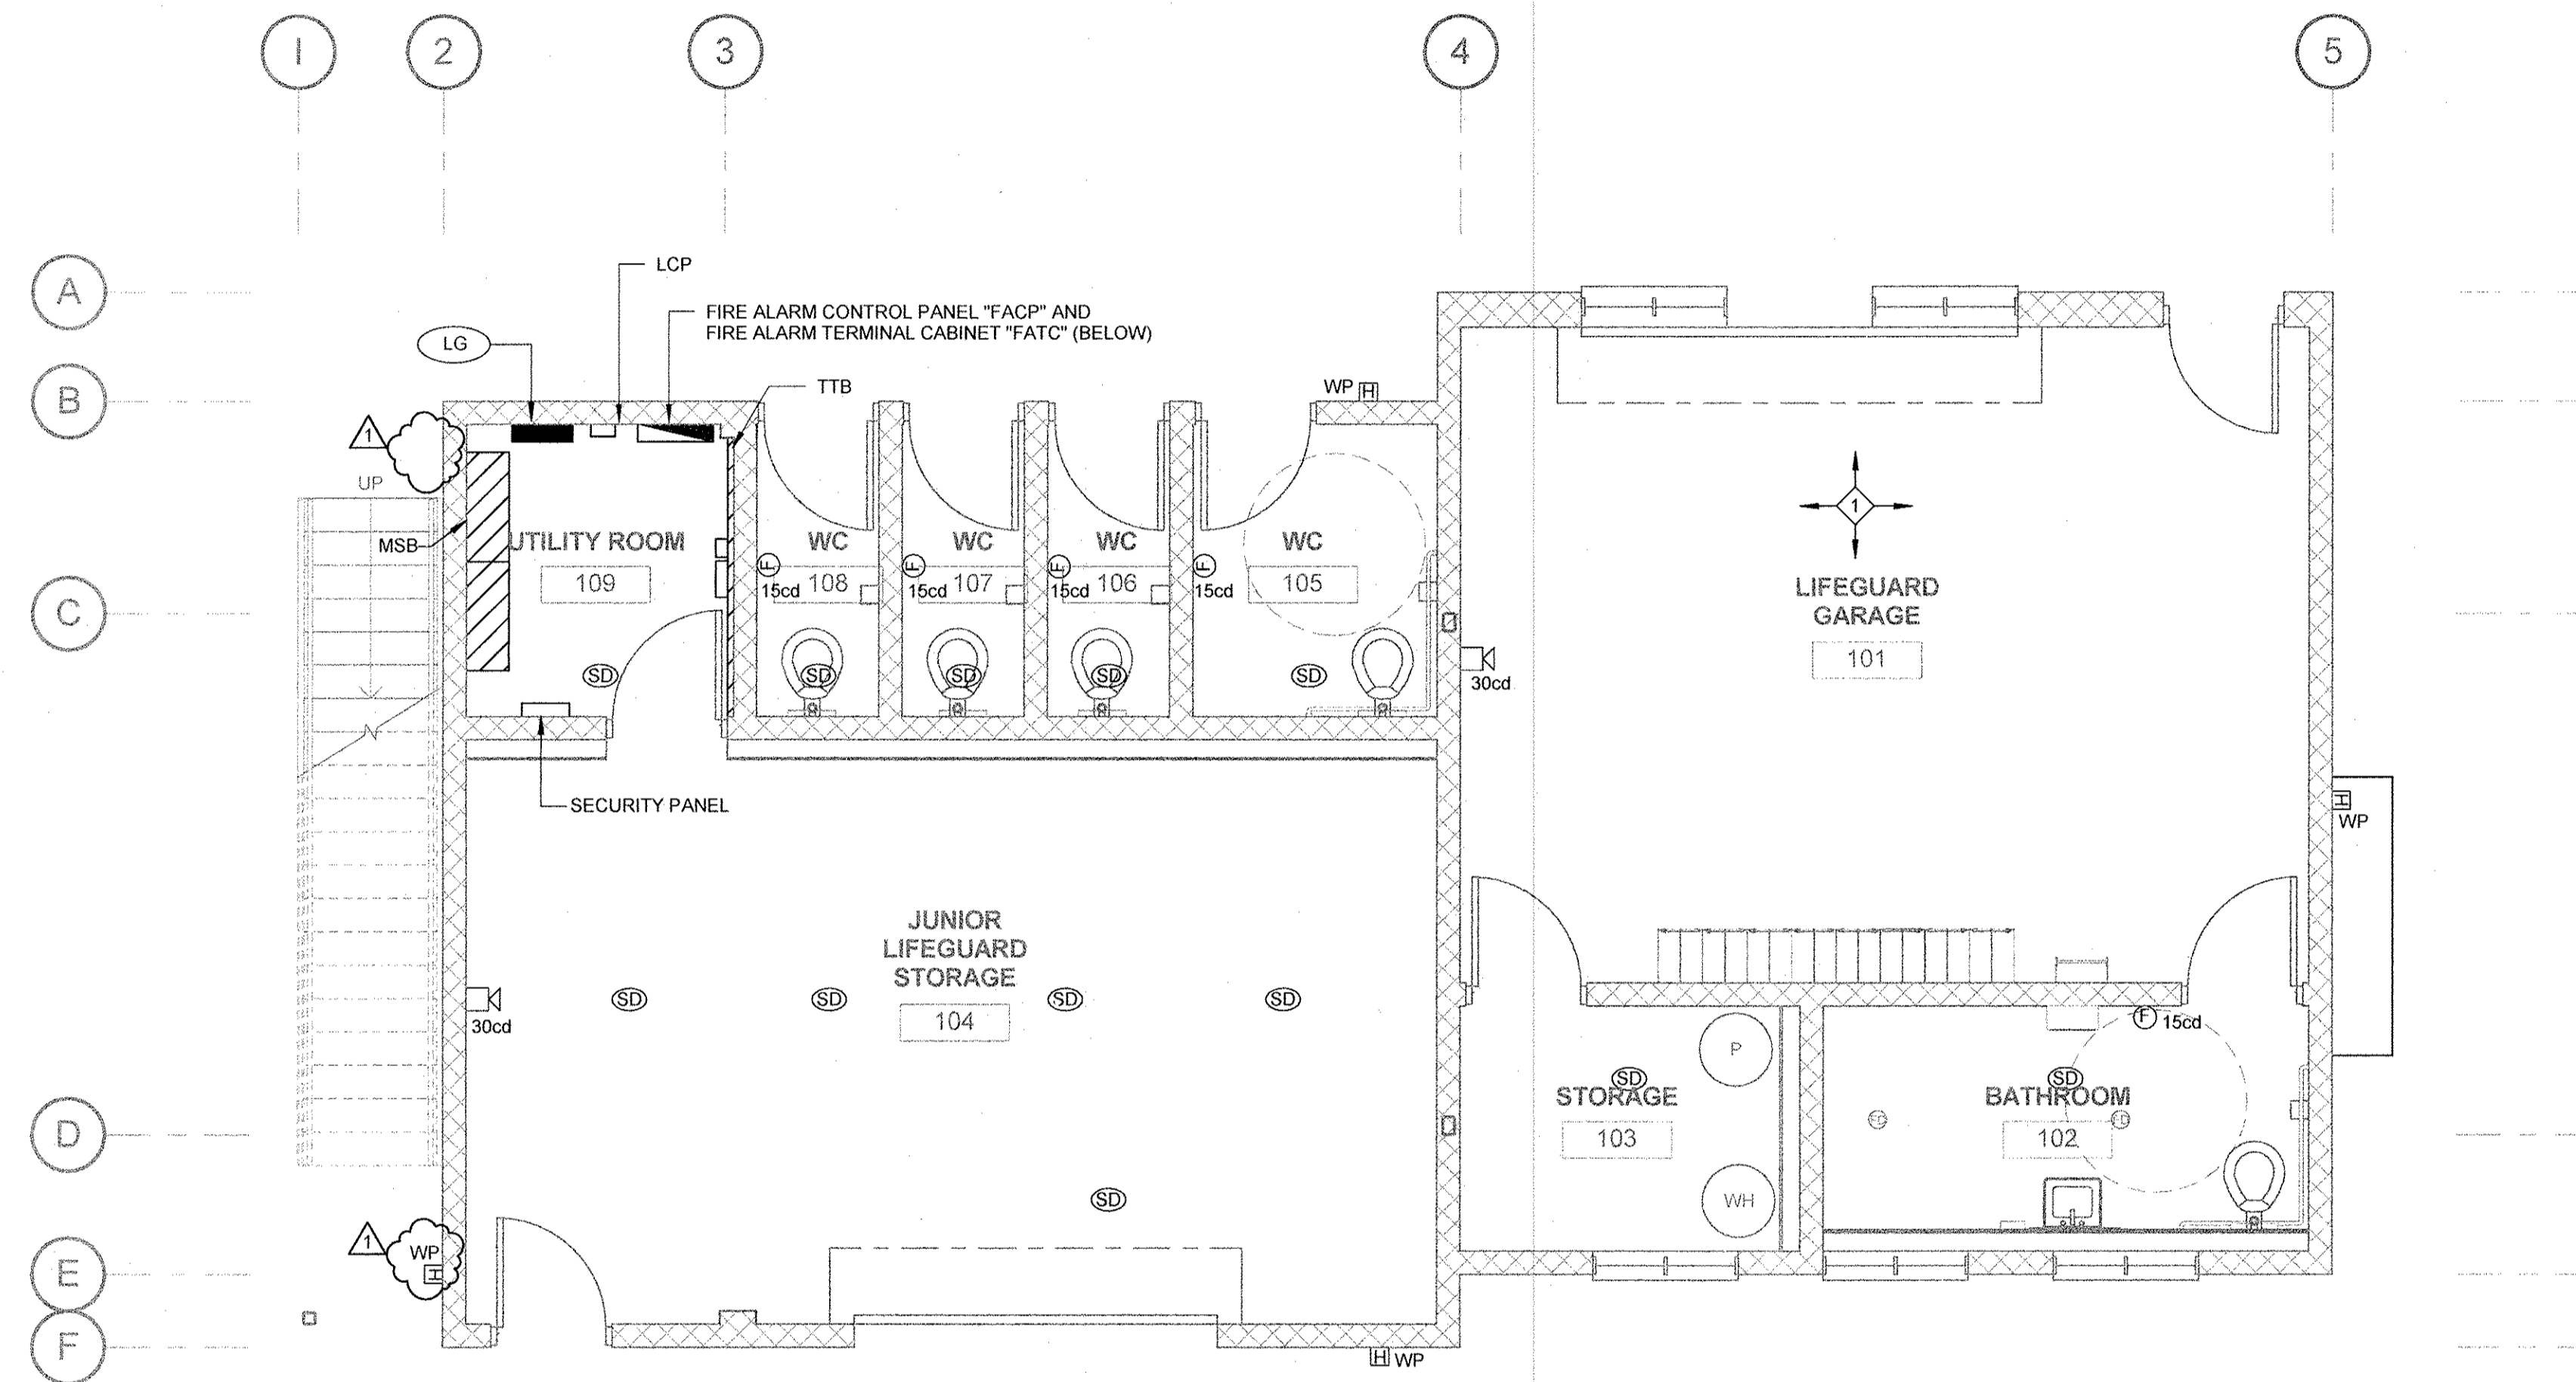 1 2 3 4 5
A
LCP
FIRE ALARM CONTROL PANEL "FACP" AND
FIRE ALARM TERMINAL CABINET "FATC" (BELOW)
LG
TTB
B
WP H
1
UP
1
MSB
UTILITY ROOM
109
WC
108
F
15cd
WC
107
F
15cd
WC
106
F
15cd
WC
105
F
15cd
LIFEGUARD
GARAGE
101
C
30cd
SD
SD
SD
SD
SD
N
SECURITY PANEL
H
WP
JUNIOR
LIFEGUARD
STORAGE
104
30cd
SD
SD
SD
SD
F 15cd
P
SD
STORAGE
103
SD
BATHROOM
102
D
WH
SD
1
WP
H
E
F
H WP